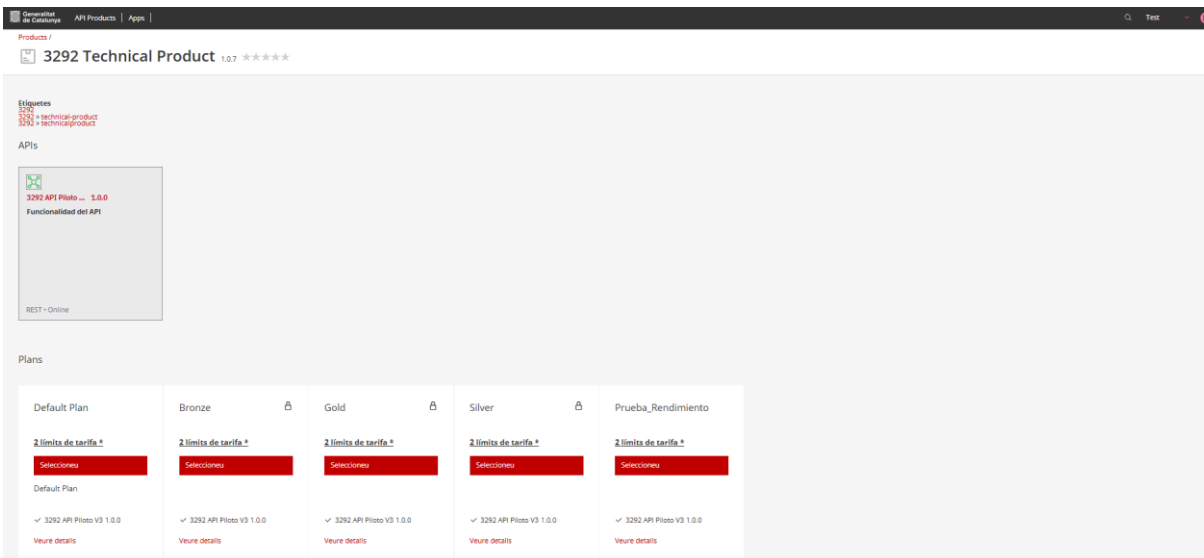 Generalitat
de Catalunya
API Products
Apps
Test
Products /
3292 Technical Product 1.0.7
Etiquetes
3292
3292 » technical-product
3292 » technicalproduct
APIs
3292 API Piloto ... 1.0.0
Funcionalidad del API
REST • Online
Plans
Default Plan
2 límits de tarifa *
Seleccioneu
Default Plan
3292 API Piloto V3 1.0.0
Veure detalls
Bronze
2 límits de tarifa *
Seleccioneu
3292 API Piloto V3 1.0.0
Veure detalls
Gold
2 límits de tarifa *
Seleccioneu
3292 API Piloto V3 1.0.0
Veure detalls
Silver
2 límits de tarifa *
Seleccioneu
3292 API Piloto V3 1.0.0
Veure detalls
Prueba_Rendimiento
2 límits de tarifa *
Seleccioneu
3292 API Piloto V3 1.0.0
Veure detalls